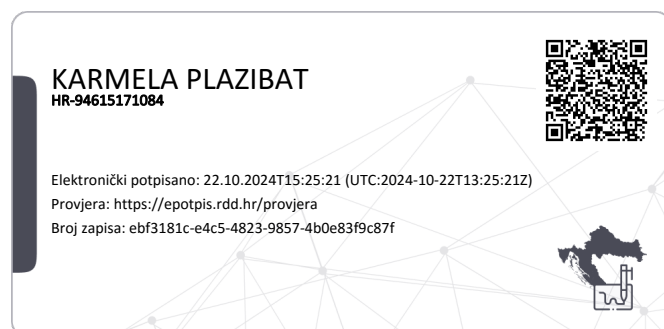 KARMELA PLAZIBAT
HR-94615171084
Elektronički potpisano: 22.10.2024T15:25:21 (UTC:2024-10-22T13:25:21Z)
Provjera: https://epotpis.rdd.hr/provjera
Broj zapisa: ebf3181c-e4c5-4823-9857-4b0e83f9c87f